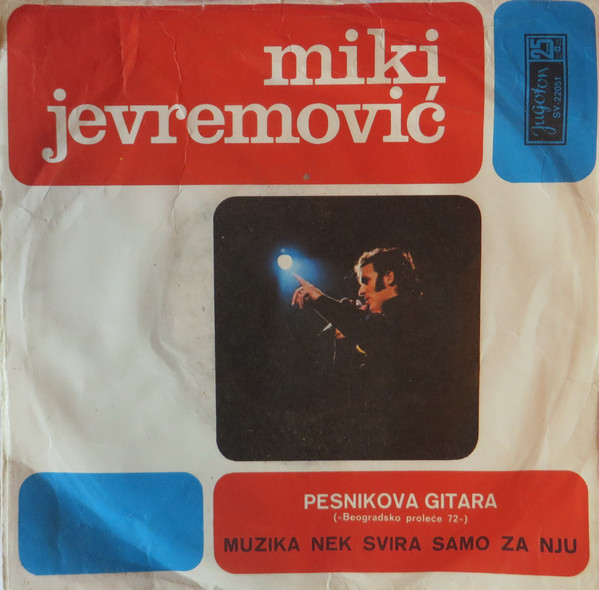 miki
jevremović
Jugoton
SY-22051
25
PESNIKOVA GITARA
(-Beogradsko proleće 72-)
MUZIKA NEK SVIRA SAMO ZA NJU